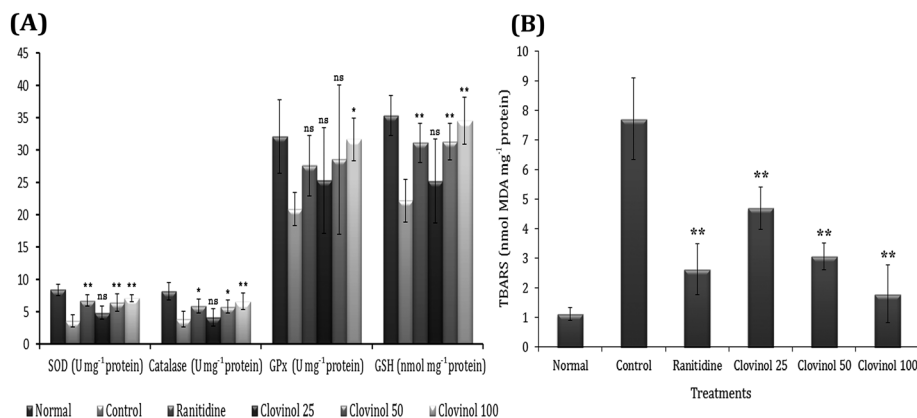 (A)
45
40
35
30
25
20
15
10
5
0
** ns ** **
* ns * **
ns ns ns *
** ns ** **
SOD (U mg-1 protein) Catalase (U mg-1 protein) GPx (U mg-1 protein) GSH (nmol mg-1 protein)
Normal Control Ranitidine Clovinol 25 Clovinol 50 Clovinol 100
(B)
TBARS (nmol MDA mg-1 protein)
10
9
8
7
6
5
4
3
2
1
0
** ** ** **
Normal Control Ranitidine Clovinol 25 Clovinol 50 Clovinol 100
Treatments